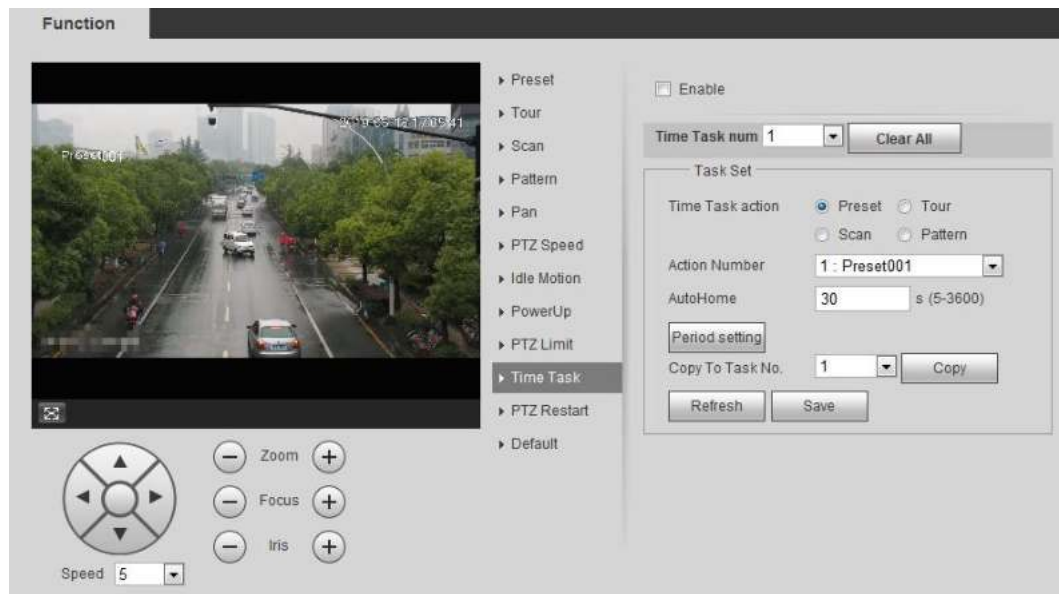 Function
Preset001
Preset
Tour
Scan
Pattern
Pan
PTZ Speed
Idle Motion
PowerUp
PTZ Limit
Time Task
PTZ Restart
Default
Enable
Time Task num 1
Clear All
Task Set
Time Task action
Preset
Tour
Scan
Pattern
Action Number 1 : Preset001
AutoHome 30 s (5-3600)
Period setting
Copy To Task No. 1 Copy
Refresh Save
Zoom
Focus
Iris
Speed 5